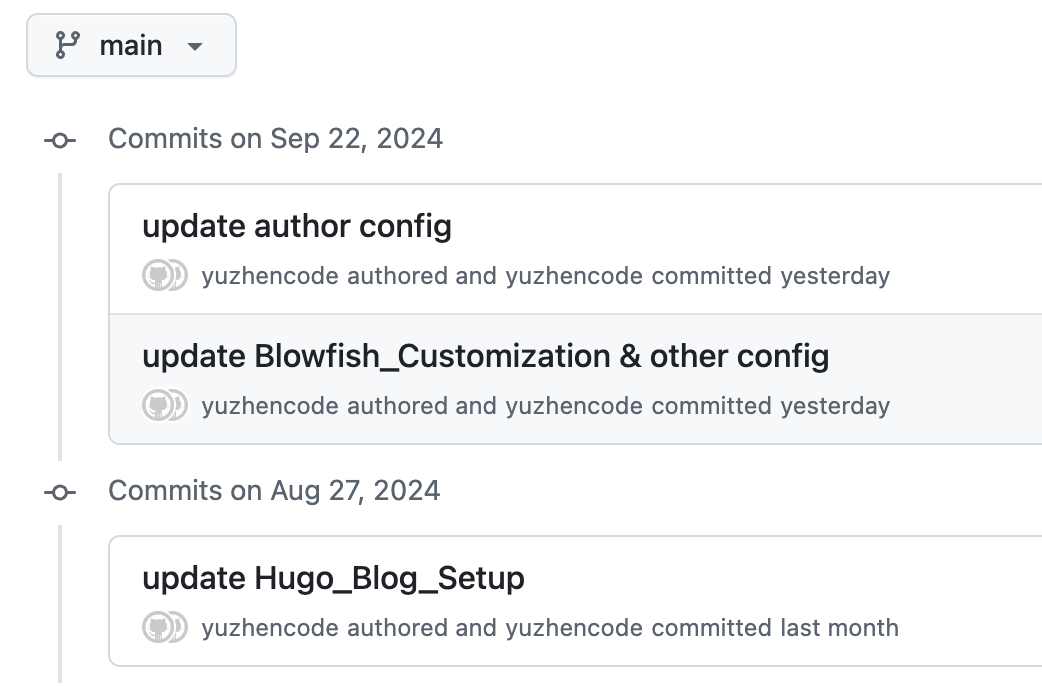 main
Commits on Sep 22, 2024
update author config
yuzhencode authored and yuzhencode committed yesterday
update Blowfish_Customization & other config
yuzhencode authored and yuzhencode committed yesterday
Commits on Aug 27, 2024
update Hugo_Blog_Setup
yuzhencode authored and yuzhencode committed last month